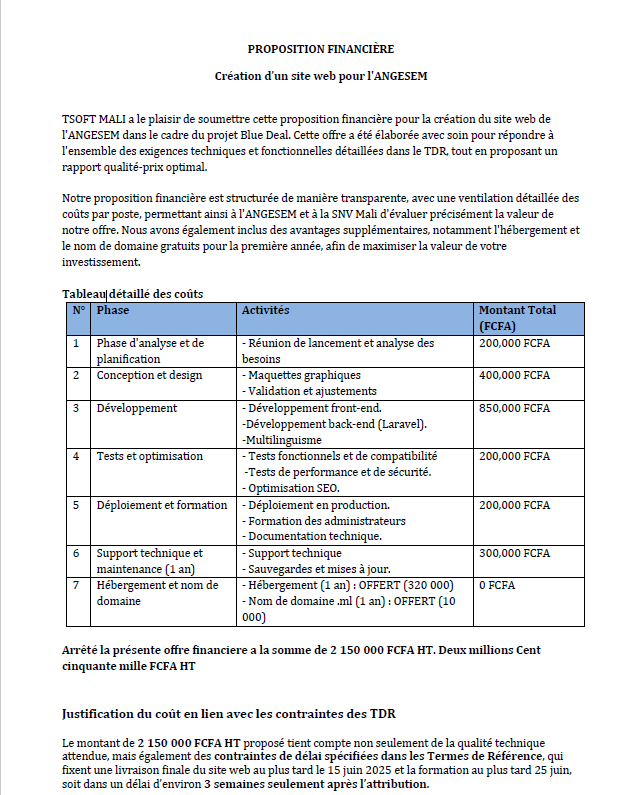 PROPOSITION FINANCIÈRE
Création d'un site web pour l'ANGESEM
TSOFT MALI a le plaisir de soumettre cette proposition financière pour la création du site web de
l'ANGESEM dans le cadre du projet Blue Deal. Cette offre a été élaborée avec soin pour répondre à
l'ensemble des exigences techniques et fonctionnelles détaillées dans le TDR, tout en proposant un
rapport qualité-prix optimal.
Notre proposition financière est structurée de manière transparente, avec une ventilation détaillée des
coûts par poste, permettant ainsi à l'ANGESEM et à la SNV Mali d'évaluer précisément la valeur de
notre offre. Nous avons également inclus des avantages supplémentaires, notamment l'hébergement et
le nom de domaine gratuits pour la première année, afin de maximiser la valeur de votre
investissement.
Tableau détaillé des coûts
N° Phase Activités Montant Total
(FCFA)
1 Phase d'analyse et de - Réunion de lancement et analyse des 200,000 FCFA
planification besoins
2 Conception et design - Maquettes graphiques 400,000 FCFA
- Validation et ajustements
3 Développement - Développement front-end. 850,000 FCFA
-Développement back-end (Laravel).
-Multilinguisme
4 Tests et optimisation - Tests fonctionnels et de compatibilité 200,000 FCFA
-Tests de performance et de sécurité.
- Optimisation SEO.
5 Déploiement et formation - Déploiement en production. 200,000 FCFA
- Formation des administrateurs
- Documentation technique.
6 Support technique et - Support technique 300,000 FCFA
maintenance (1 an) - Sauvegardes et mises à jour.
7 Hébergement et nom de - Hébergement (1 an) : OFFERT (320 000) 0 FCFA
domaine - Nom de domaine .ml (1 an) : OFFERT (10
000)
Arrêté la présente offre financiere a la somme de 2 150 000 FCFA HT. Deux millions Cent
cinquante mille FCFA HT
Justification du coût en lien avec les contraintes des TDR
Le montant de 2 150 000 FCFA HT proposé tient compte non seulement de la qualité technique
attendue, mais également des contraintes de délai spécifiées dans les Termes de Référence, qui
fixent une livraison finale du site web au plus tard le 15 juin 2025 et la formation au plus tard 25 juin,
soit dans un délai d'environ 3 semaines seulement après l'attribution.